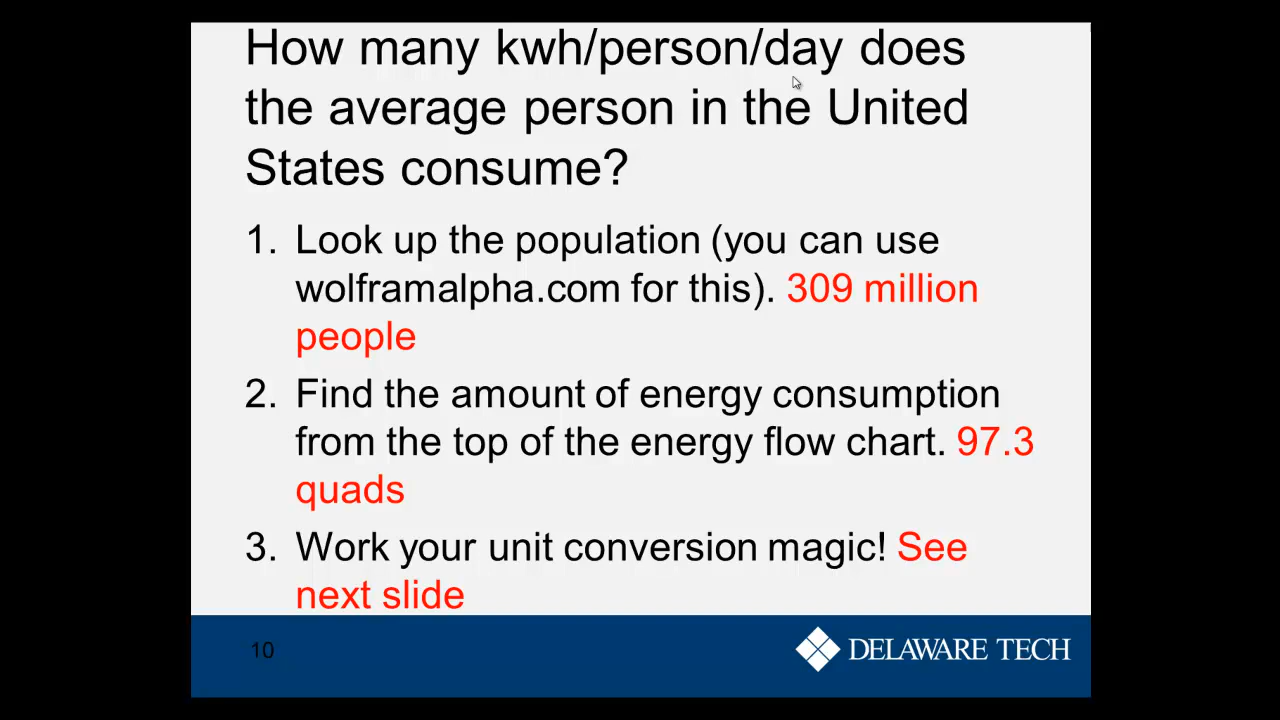 How many kwh/person/day does
the average person in the United
States consume?
1. Look up the population (you can use
wolframalpha.com for this). 309 million
people
2. Find the amount of energy consumption
from the top of the energy flow chart. 97.3
quads
3. Work your unit conversion magic! See
next slide
10
DELAWARE TECH